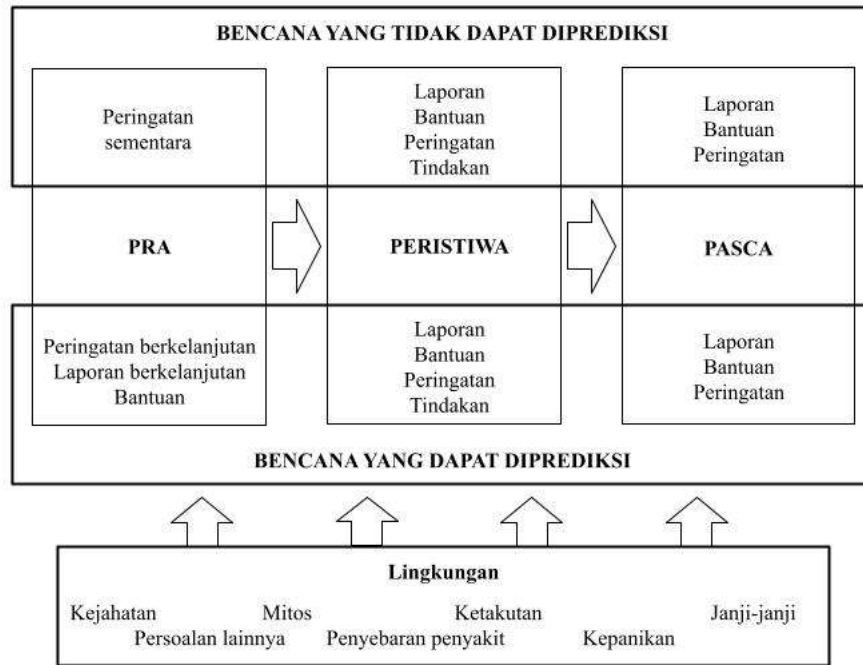 BENCANA YANG TIDAK DAPAT DIPREDIKSI
Peringatan
sementara
Laporan
Bantuan
Peringatan
Tindakan
Laporan
Bantuan
Peringatan
PRA
PERISTIWA
PASCA
Peringatan berkelanjutan
Laporan berkelanjutan
Bantuan
Laporan
Bantuan
Peringatan
Tindakan
Laporan
Bantuan
Peringatan
BENCANA YANG DAPAT DIPREDIKSI
Lingkungan
Kejahatan Mitos Ketakutan Janji-janji
Persoalan lainnya Penyebaran penyakit Kepanikan